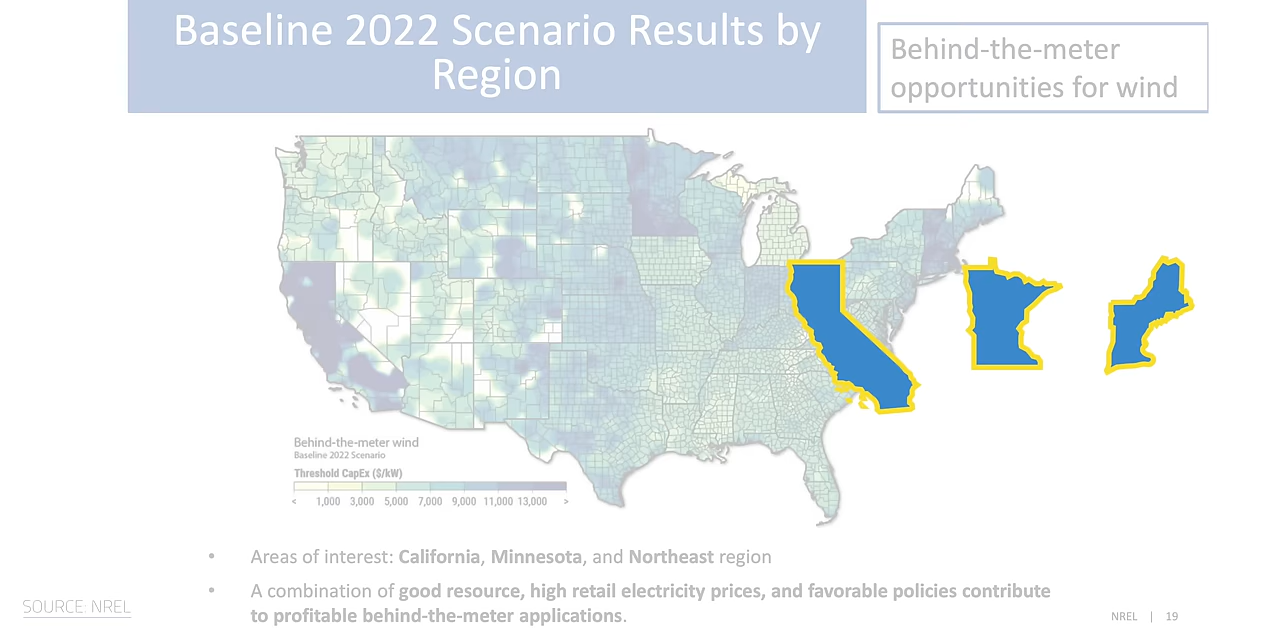 Baseline 2022 Scenario Results by
Region
Behind-the-meter
opportunities for wind
Behind-the-meter wind
Baseline 2022 Scenario
Threshold CapEx ($/kW)
< 1,000 3,000 5,000 7,000 9,000 11,000 13,000 >
• Areas of interest: California, Minnesota, and Northeast region
• A combination of good resource, high retail electricity prices, and favorable policies contribute
to profitable behind-the-meter applications.
SOURCE: NREL
NREL | 19